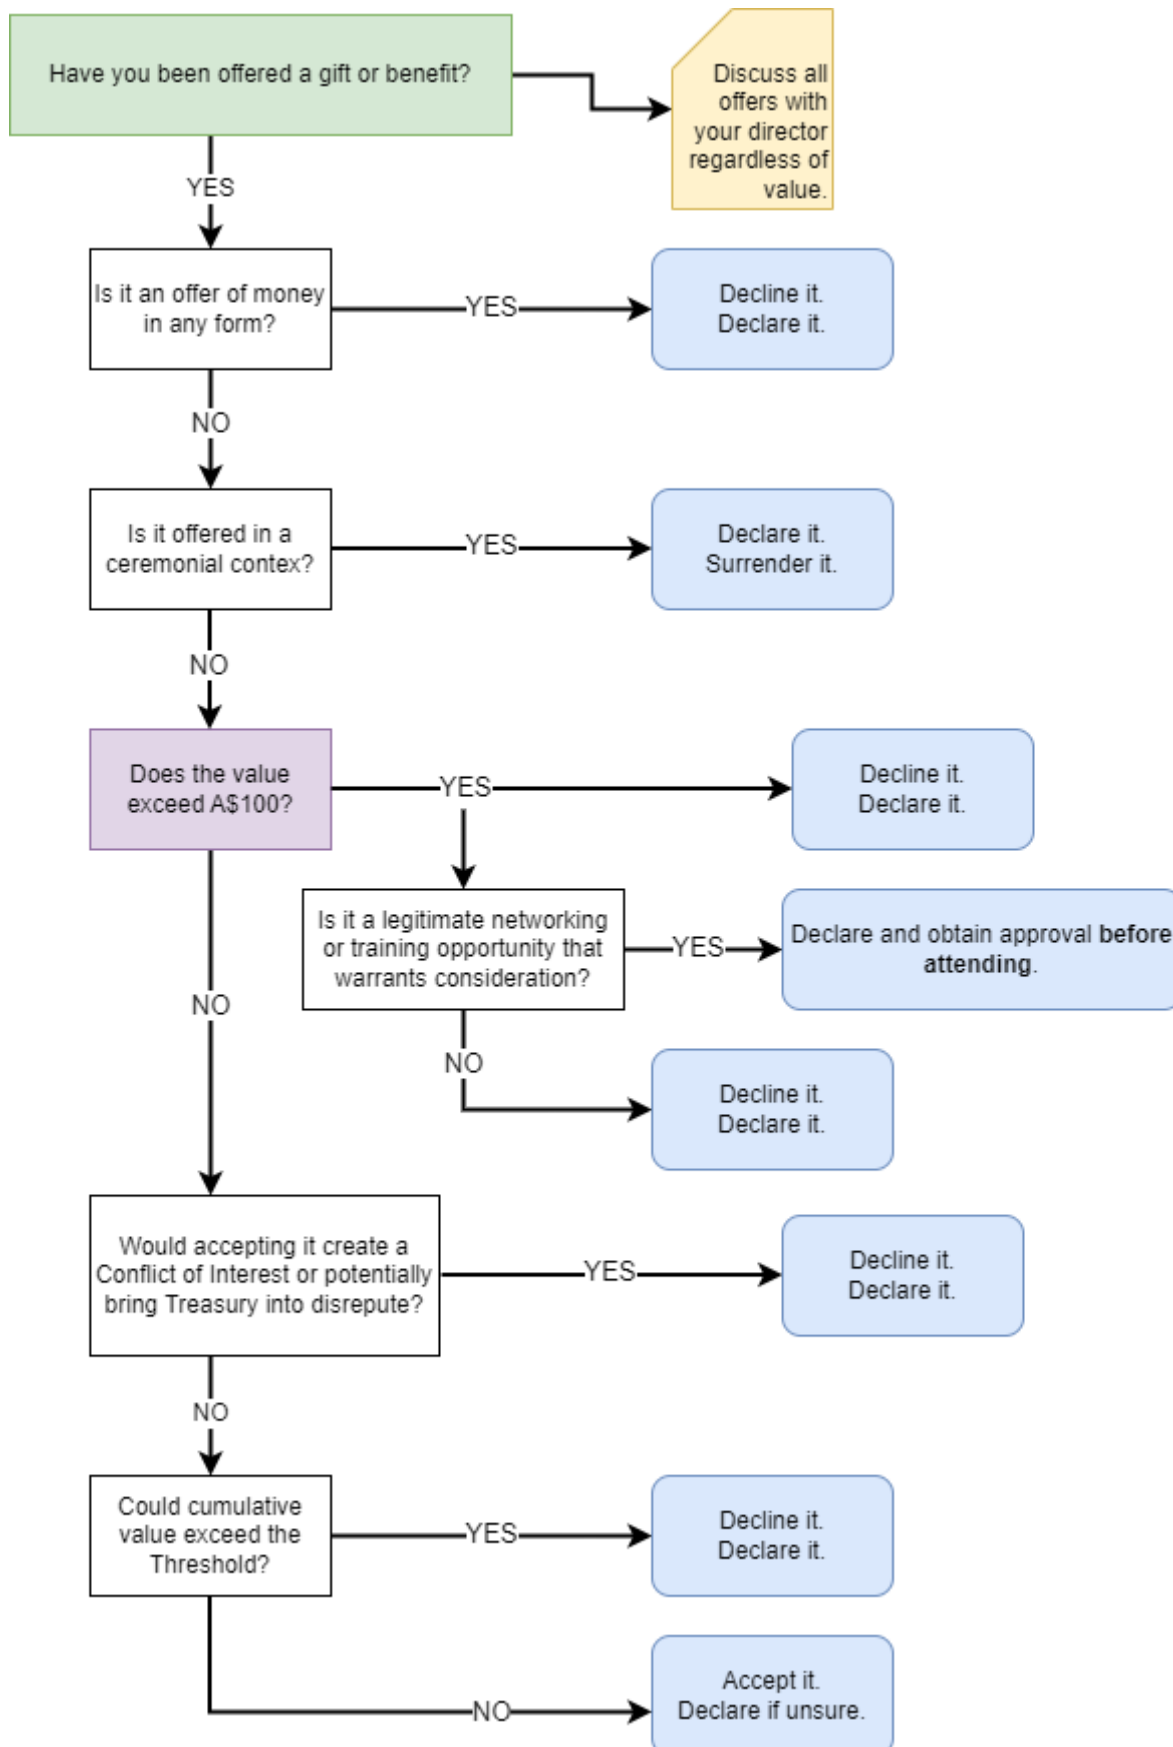 Have you been offered a gift or benefit?
Discuss all
offers with
your director
regardless of
value.
YES
Is it an offer of money
in any form?
YES
Decline it.
Declare it.
NO
Is it offered in a
ceremonial contex?
YES
Declare it.
Surrender it.
NO
Does the value
exceed A$100?
YES
Decline it.
Declare it.
Is it a legitimate networking
or training opportunity that
warrants consideration?
YES
Declare and obtain approval before
attending.
NO
NO
Decline it.
Declare it.
Would accepting it create a
Conflict of Interest or potentially
bring Treasury into disrepute?
YES
Decline it.
Declare it.
NO
Could cumulative
value exceed the
Threshold?
YES
Decline it.
Declare it.
NO
Accept it.
Declare if unsure.